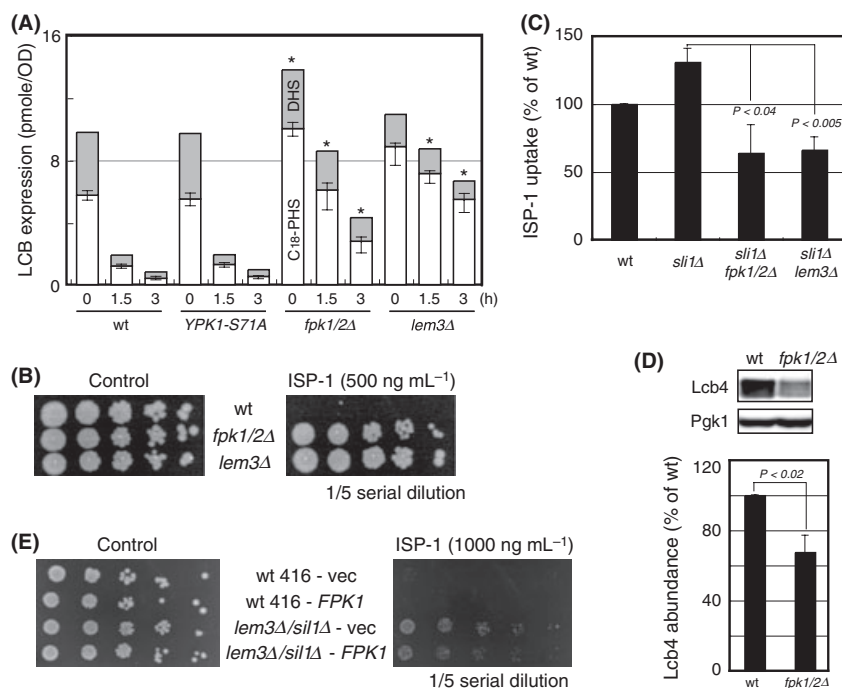 (A)
LCB expression (pmole/OD)
16
8
0
*
DHS
C18-PHS
*
*
*
*
0 1.5 3 0 1.5 3 0 1.5 3 0 1.5 3 (h)
wt YPK1-S71A fpk1/2Δ lem3Δ
(C)
ISP-1 uptake (% of wt)
150
100
50
0
P < 0.04
P < 0.005
wt sli1Δ sli1Δ sli1Δ
fpk1/2Δ lem3Δ
(B)
Control ISP-1 (500 ng mL−1)
wt
fpk1/2Δ
lem3Δ
1/5 serial dilution
(D)
wt fpk1/2Δ
Lcb4
Pgk1
Lcb4 abundance (% of wt)
120
80
40
0
P < 0.02
wt fpk1/2Δ
(E)
Control ISP-1 (1000 ng mL−1)
wt 416 - vec
wt 416 - FPK1
lem3Δ/sil1Δ - vec
lem3Δ/sil1Δ - FPK1
1/5 serial dilution